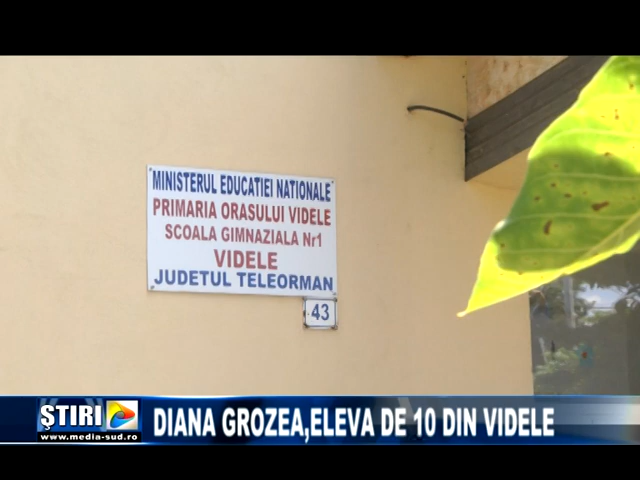 MINISTERUL EDUCATIEI NATIONALE
PRIMARIA ORASULUI VIDELE
SCOALA GIMNAZIALA Nr1
VIDELE
JUDETUL TELEORMAN
43
ŞTIRI
www.media-sud.ro
DIANA GROZEA,ELEVA DE 10 DIN VIDELE